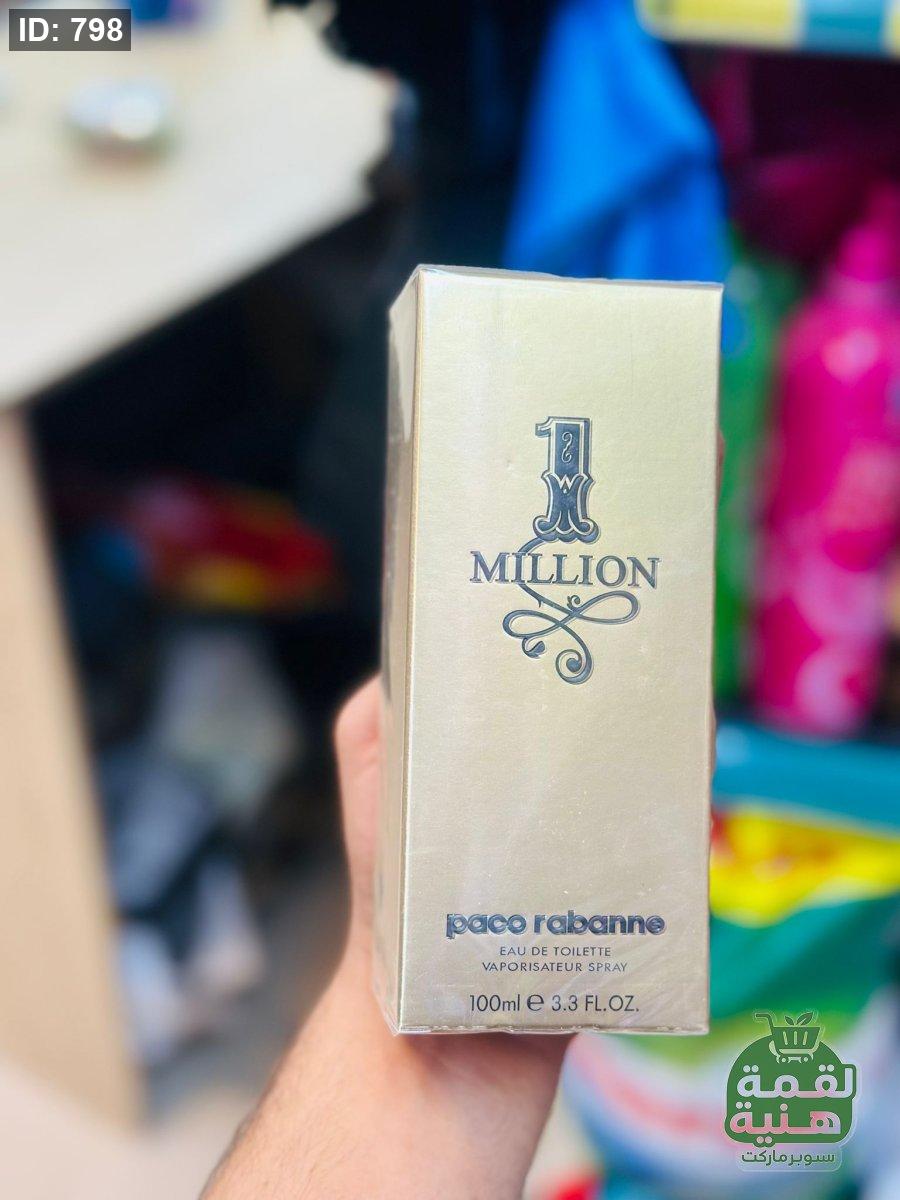 ID: 798
1
MILLION
paco rabanne
EAU DE TOILETTE
VAPORISATEUR SPRAY
100ml e 3.3 FL.OZ.
لقمة
هنية
سوبرماركت